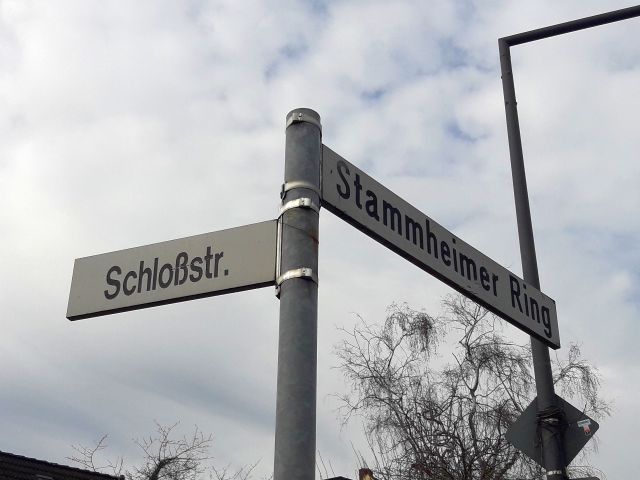 Schloßstr.
Stammheimer Ring